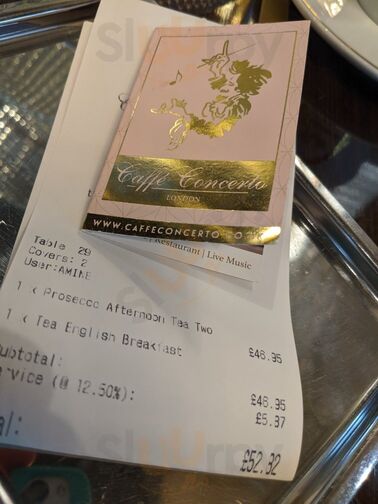 Caffé Concerto
LONDON
WWW.CAFFECONCERTO.CO
| Restaurant | Live Music
Table 29
Covers: 2
User:AMINE
1 x Prosecco Afternoon Tea Two £46.95
1 x Tea English Breakfast
ubtotal: £46.95
rvice (@ 12.50%): £5.87
al: £52.82
Sluurpy